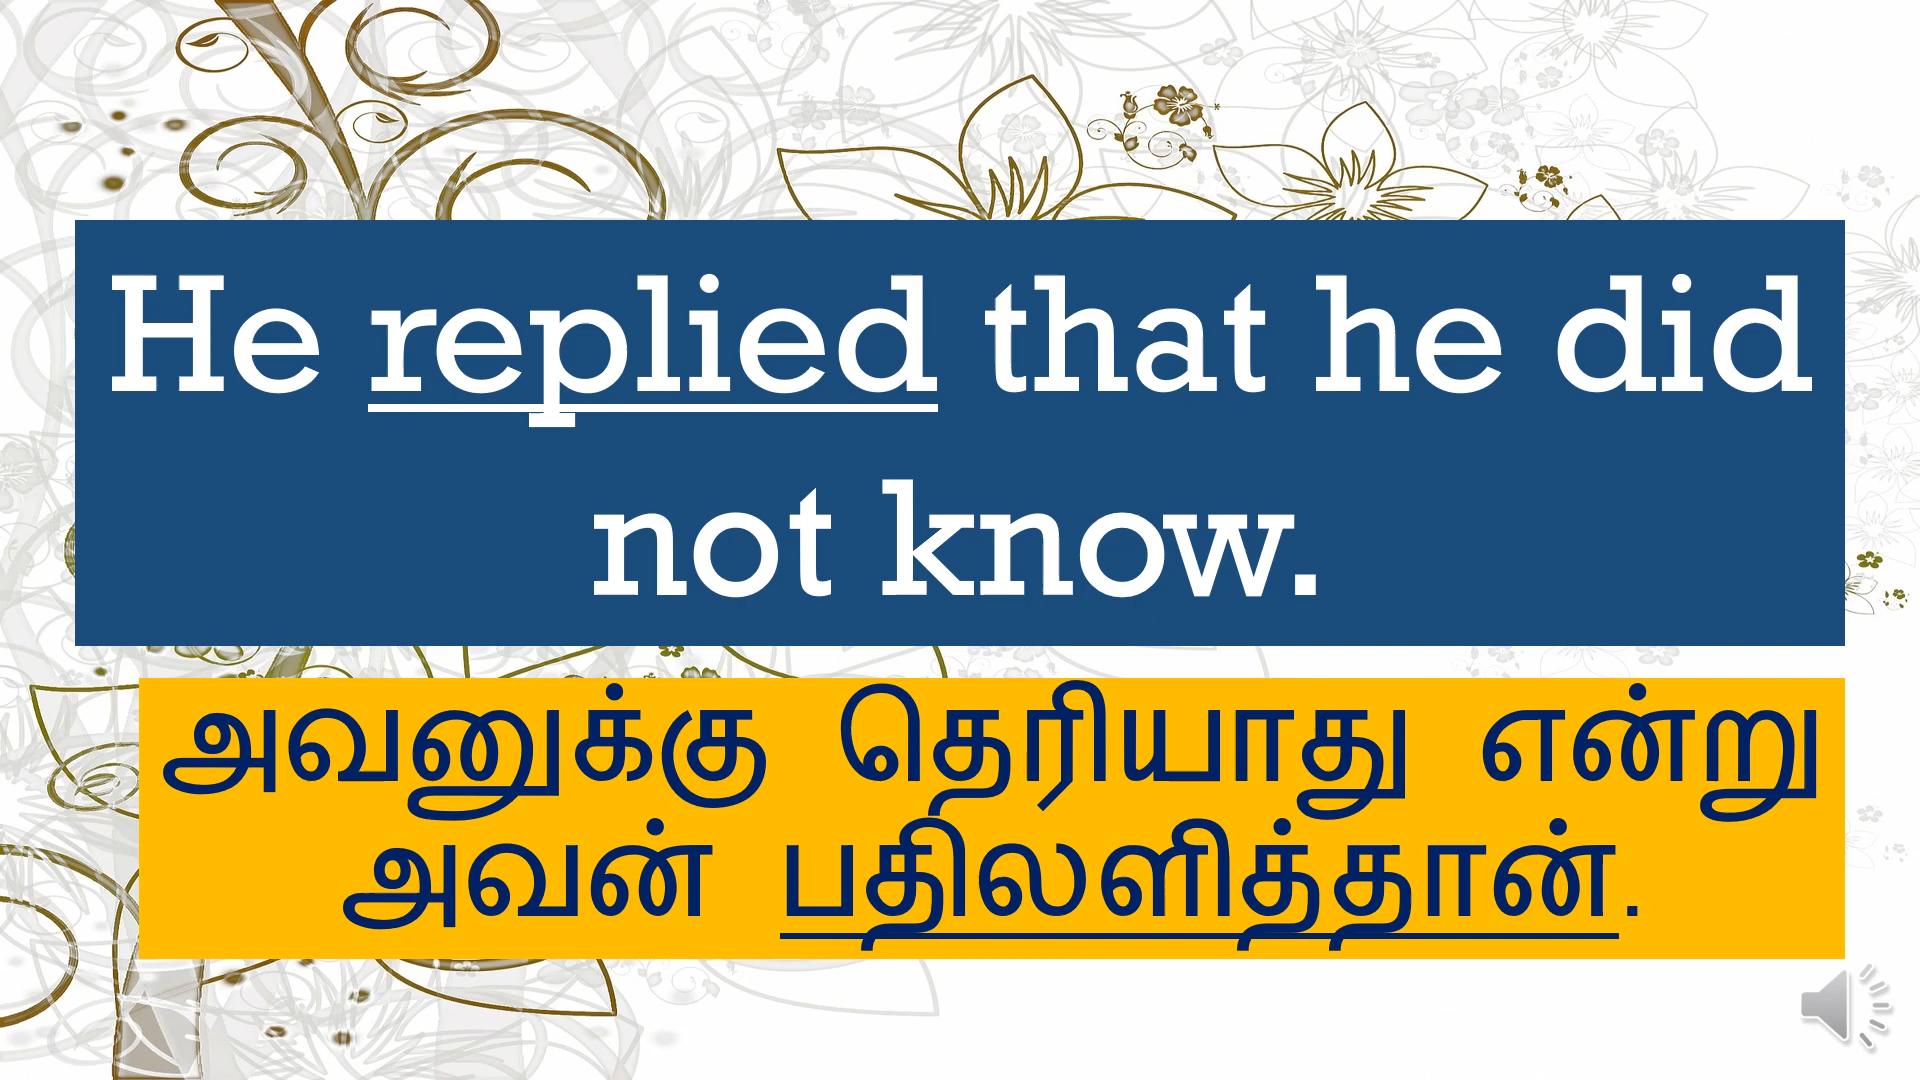 He replied that he did
not know.
அவனுக்கு தெரியாது என்று
அவன் பதிலளித்தான்.